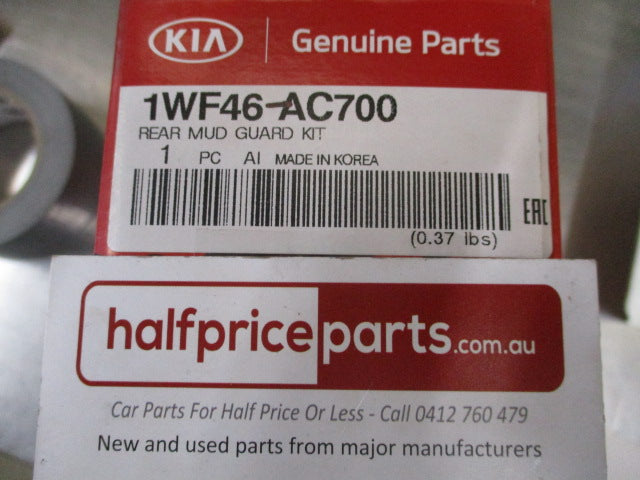 KIA Genuine Parts
1WF46-AC700
REAR MUD GUARD KIT
1 PC AI MADE IN KOREA
EAC
(0.37 lbs)
halfpriceparts.com.au
Car Parts For Half Price Or Less - Call 0412 760 479
New and used parts from major manufacturers